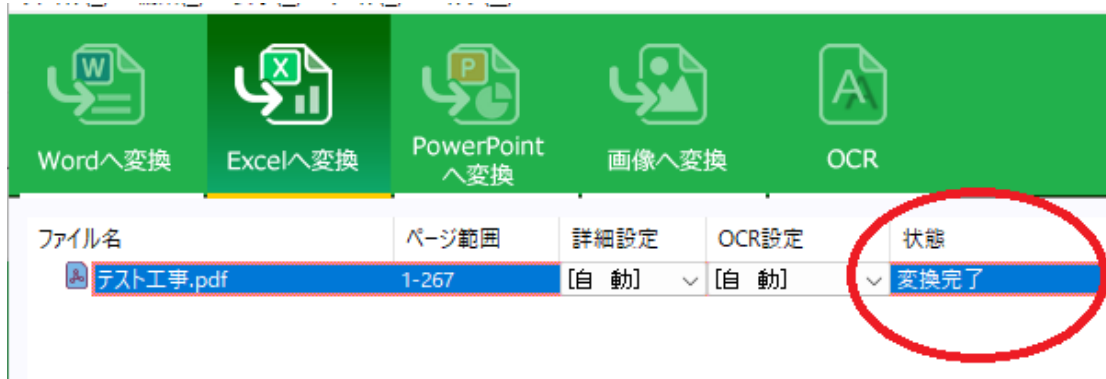 Wordへ変換
Excelへ変換
PowerPoint
へ変換
画像へ変換
OCR
ファイル名 ページ範囲 詳細設定 OCR設定 状態
テスト工事.pdf 1-267 [自 動] [自 動] 変換完了